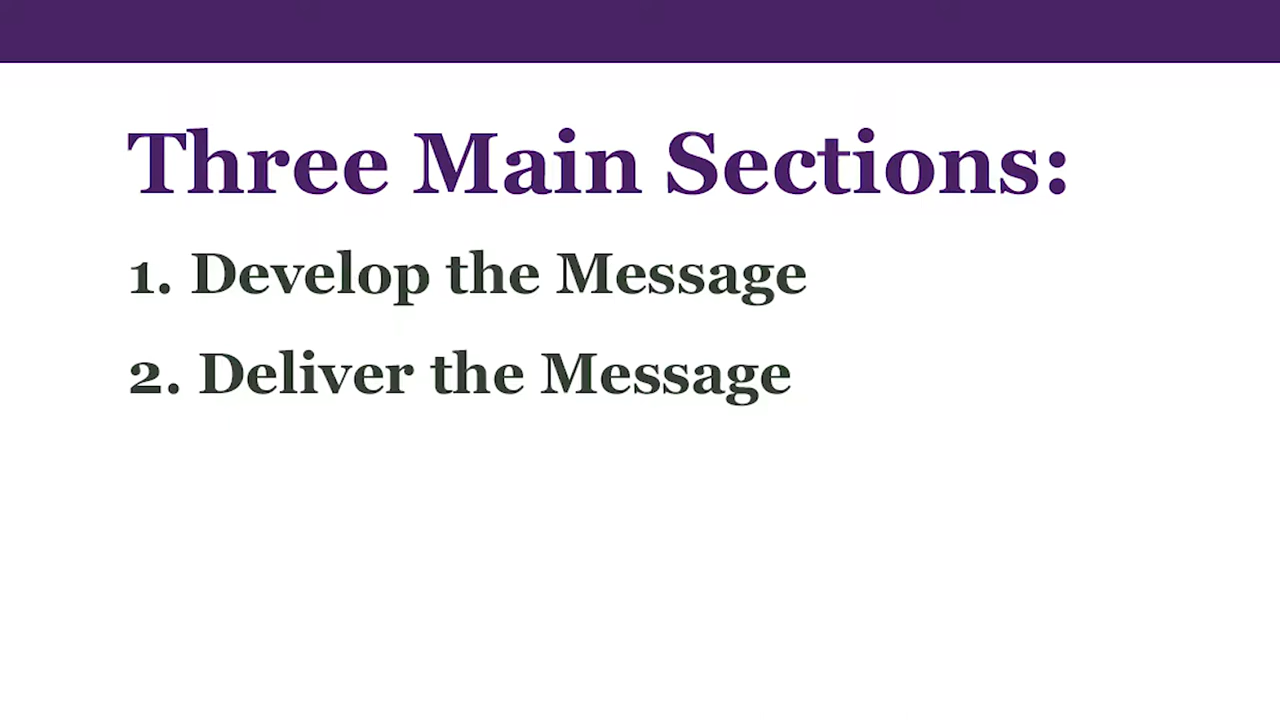 Three Main Sections:
1. Develop the Message
2. Deliver the Message